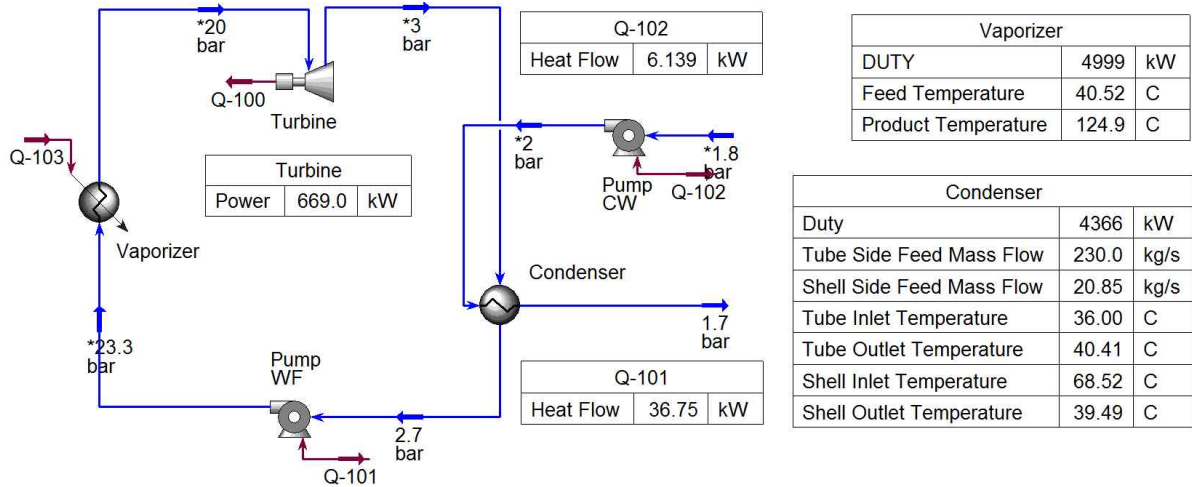 *20
bar
*3
bar
Q-100
Turbine
Q-103
Vaporizer
Turbine
Power 669.0 kW
Q-102
Heat Flow 6.139 kW
*2
bar
*1.8
bar
Pump
CW
Q-102
Condenser
1.7
bar
*23.3
bar
Pump
WF
2.7
bar
Q-101
Q-101
Heat Flow 36.75 kW
Vaporizer
DUTY 4999 kW
Feed Temperature 40.52 C
Product Temperature 124.9 C
Condenser
Duty 4366 kW
Tube Side Feed Mass Flow 230.0 kg/s
Shell Side Feed Mass Flow 20.85 kg/s
Tube Inlet Temperature 36.00 C
Tube Outlet Temperature 40.41 C
Shell Inlet Temperature 68.52 C
Shell Outlet Temperature 39.49 C